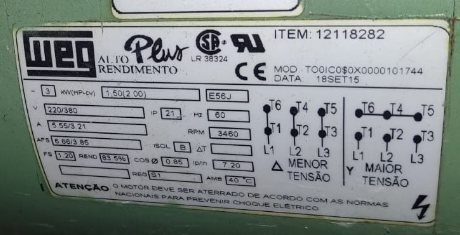 WEG ALTO RENDIMENTO Plus
LR 38324
ITEM: 12118282
MOD. TO0IC0$0X0000101744
DATA 18SET15
~ 3 kW(HP-cv) 1.50(2.00) E56J
V 220/380 IP 21 Hz 60
A 5.55/3.21 RPM 3460
AFS 6.66/3.85 ISOL B ΔT
FS 1.20 REND 83.5% COS Ø 0.85 Ip/In 7.20
REG S1 AMB 40 °C
T6 T4 T5
T1 T2 T3
L1 L2 L3
Δ MENOR TENSÃO
T6 T4 T5
T1 T2 T3
L1 L2 L3
Y MAIOR TENSÃO
ATENÇÃO O MOTOR DEVE SER ATERRADO DE ACORDO COM AS NORMAS
NACIONAIS PARA PREVENIR CHOQUE ELÉTRICO